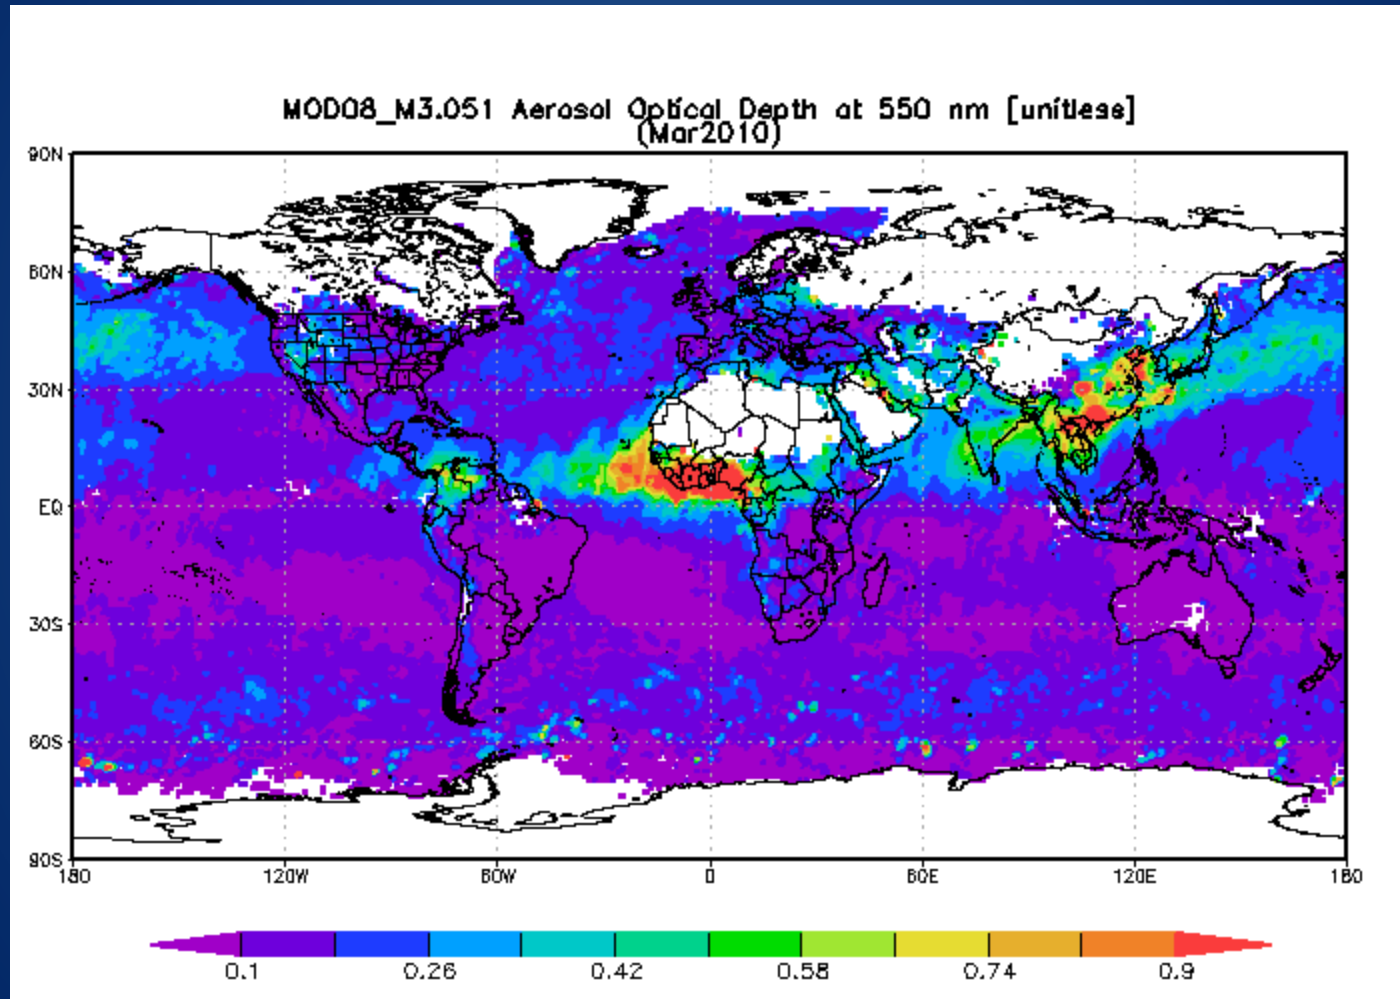 MOD08_M3.051 Aerosol Optical Depth at 550 nm [unitless]
(Mar2010)
90N
60N
30N
EQ
30S
60S
90S
180 120W 60W 0 60E 120E 180
0.1 0.26 0.42 0.58 0.74 0.9